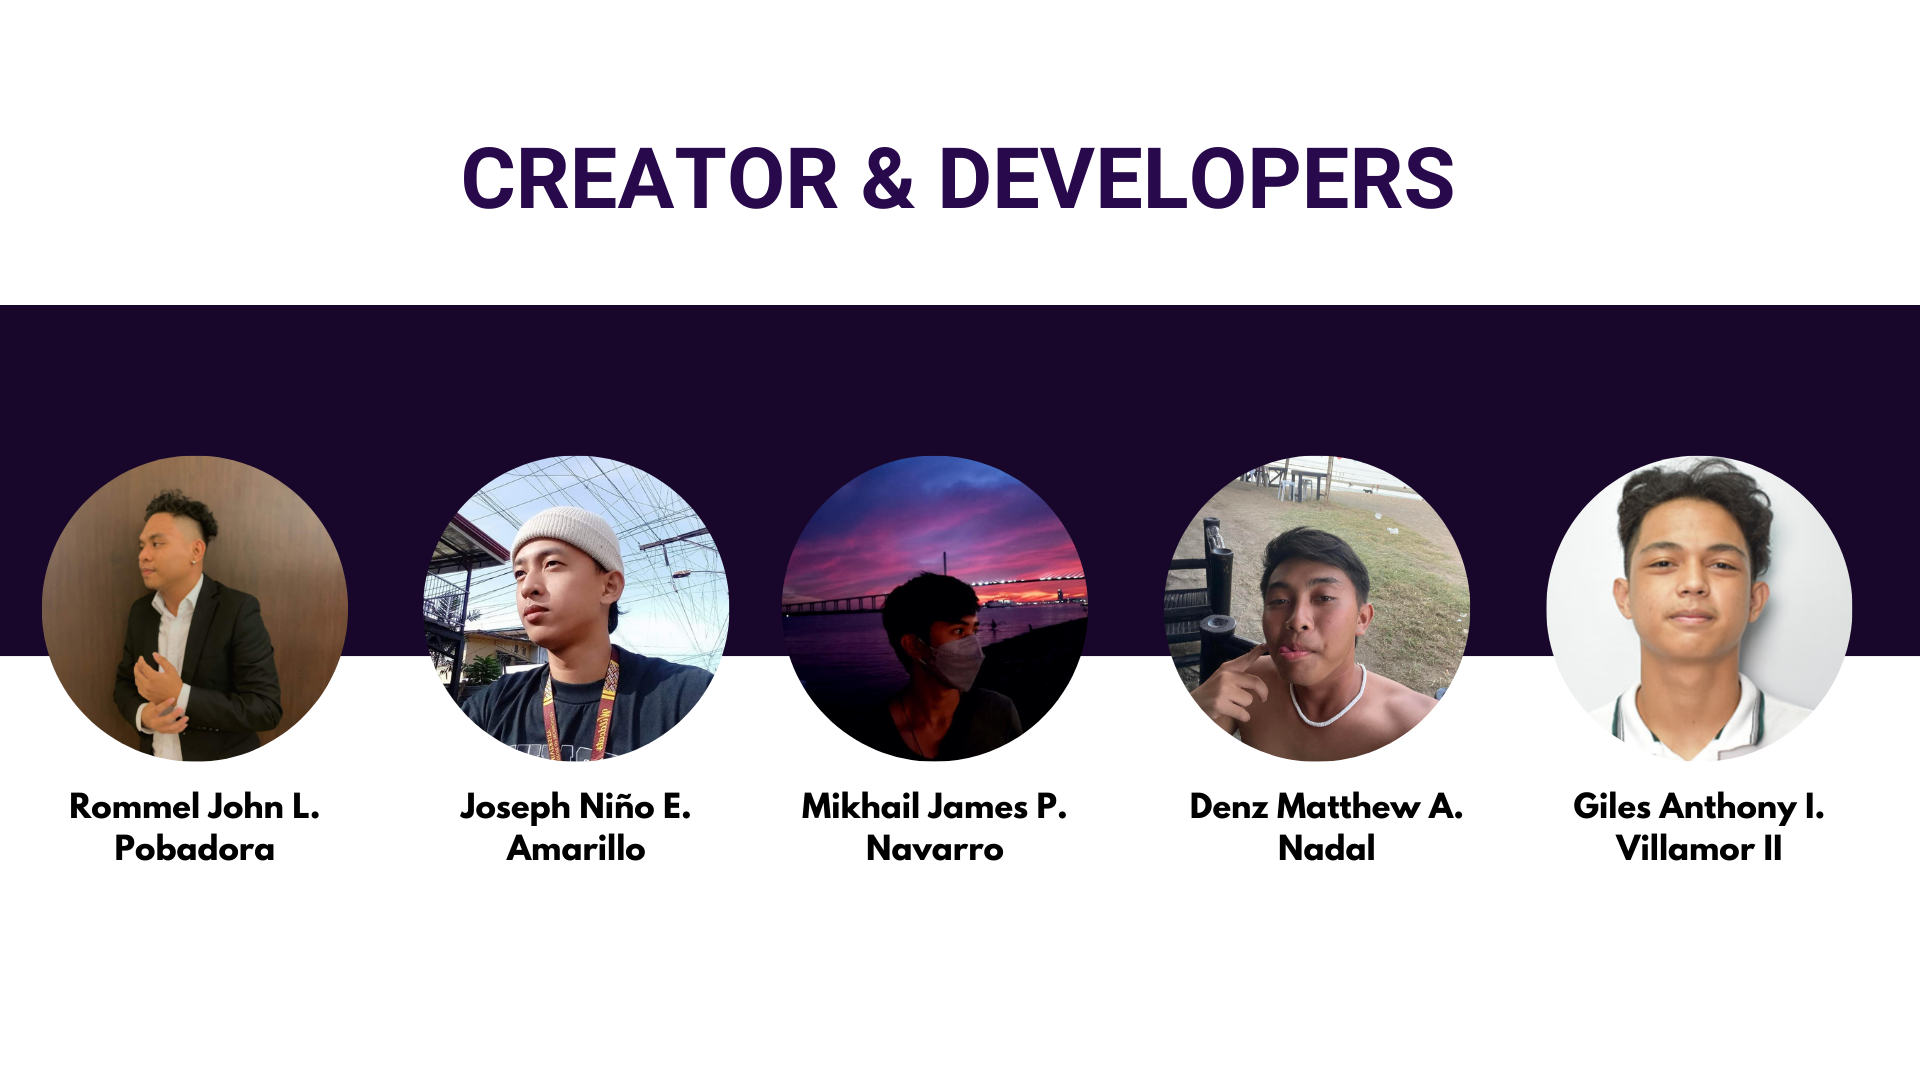 CREATOR & DEVELOPERS
Rommel John L.
Pobadora
Joseph Niño E.
Amarillo
Mikhail James P.
Navarro
Denz Matthew A.
Nadal
Giles Anthony I.
Villamor II